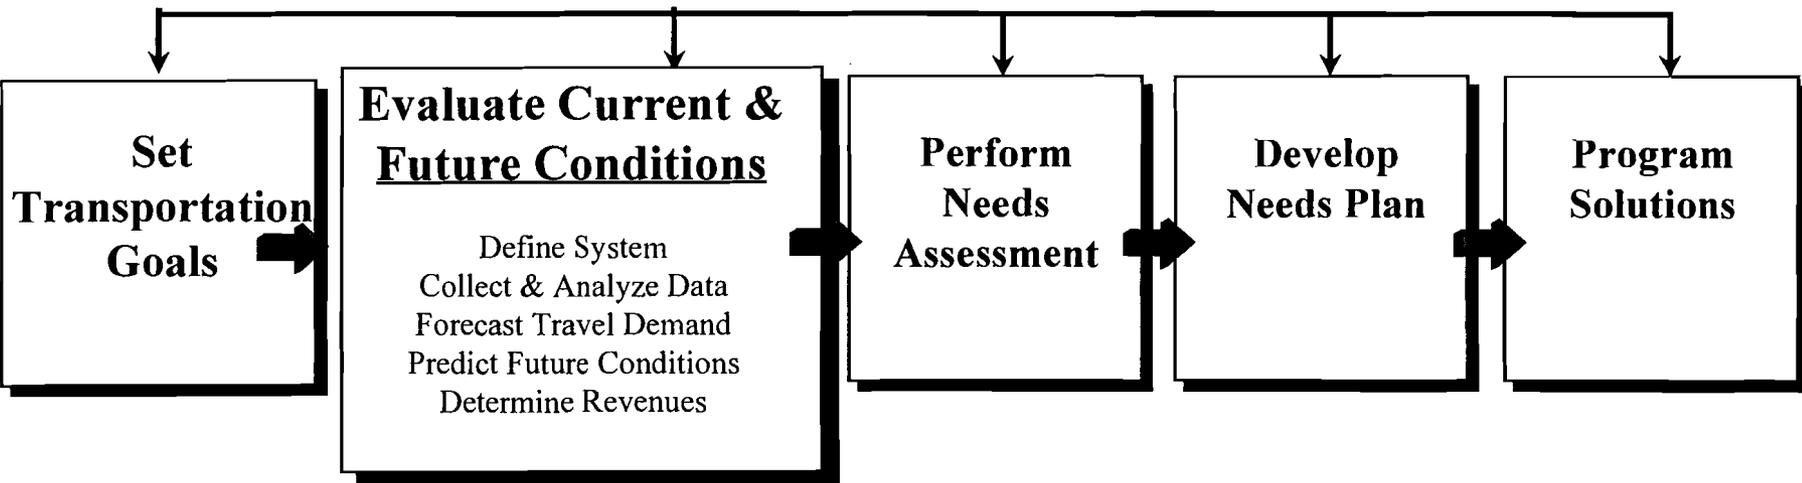 Set
Transportation
Goals
Evaluate Current &
Future Conditions
Define System
Collect & Analyze Data
Forecast Travel Demand
Predict Future Conditions
Determine Revenues
Perform
Needs
Assessment
Develop
Needs Plan
Program
Solutions